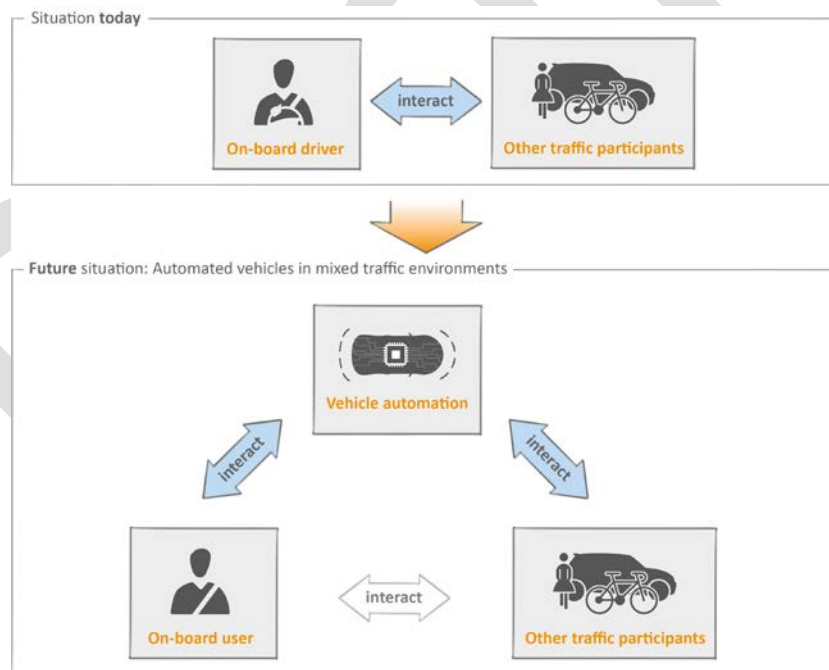 Situation today
interact
On-board driver
Other traffic participants
Future situation: Automated vehicles in mixed traffic environments
Vehicle automation
interact
interact
interact
On-board user
Other traffic participants